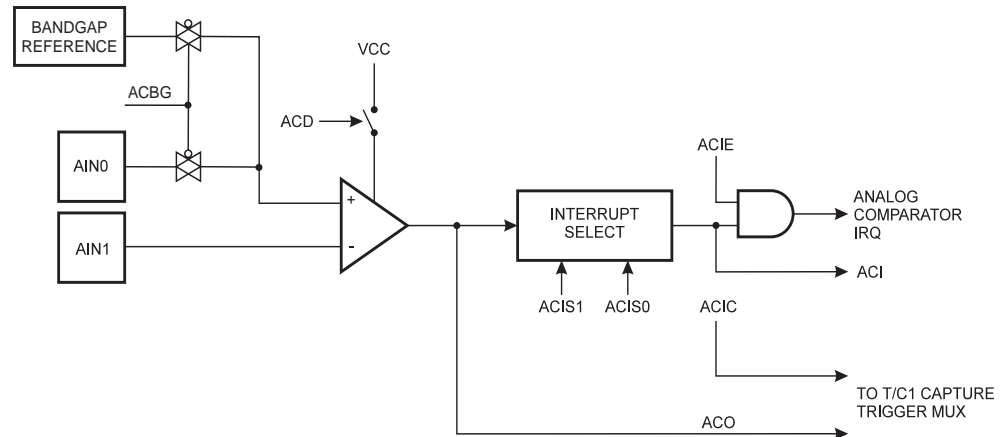 BANDGAP
REFERENCE
VCC
ACBG
ACD
AIN0
ACIE
AIN1
+
-
INTERRUPT
SELECT
ANALOG
COMPARATOR
IRQ
ACI
ACIS1
ACIS0
ACIC
TO T/C1 CAPTURE
TRIGGER MUX
ACO